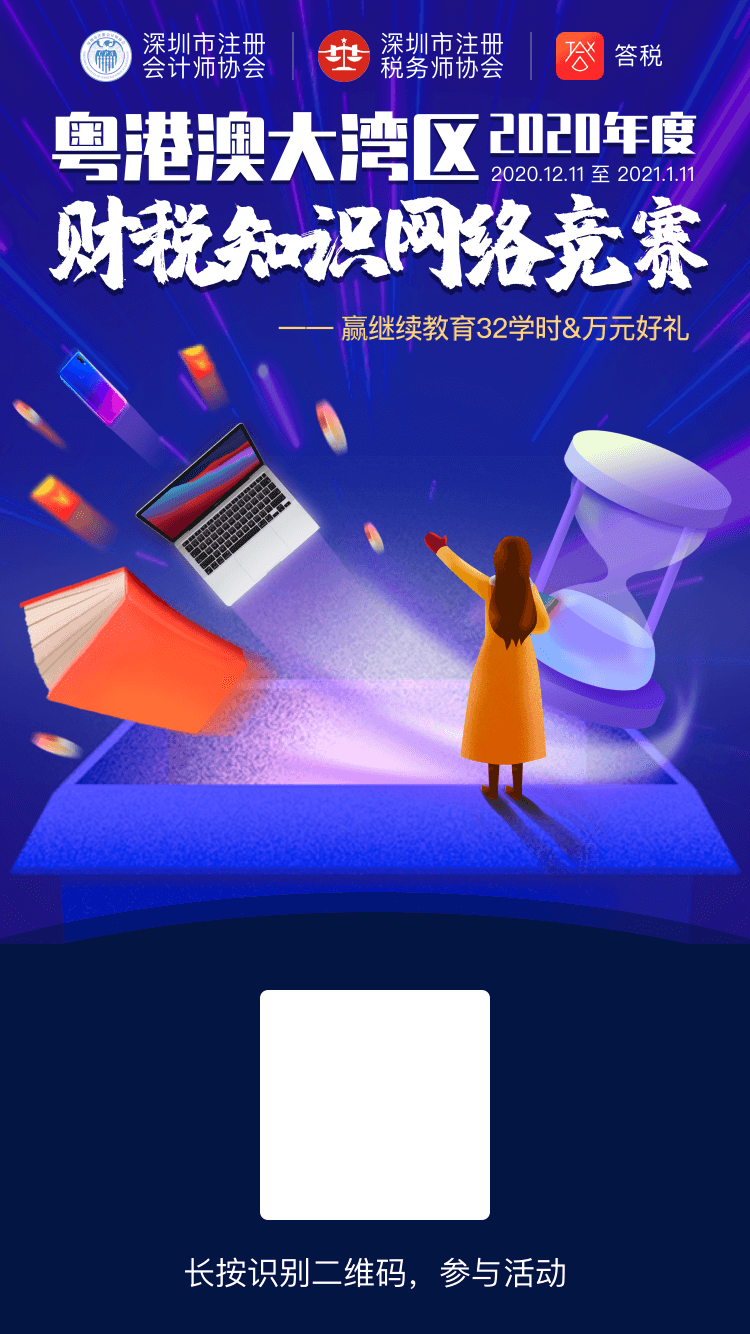 深圳市注册
会计师协会
深圳市注册
税务师协会
TAX
答税
粤港澳大湾区
2020年度
2020.12.11 至 2021.1.11
财税知识网络竞赛
—— 赢继续教育32学时&万元好礼
长按识别二维码，参与活动